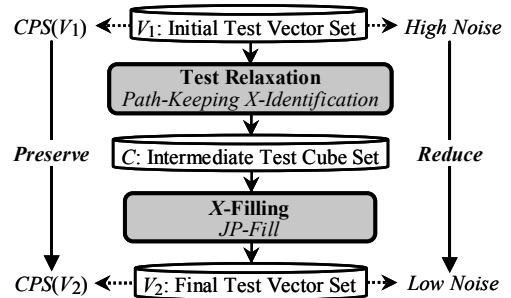 CPS(V1) V1: Initial Test Vector Set High Noise
Test Relaxation
Path-Keeping X-Identification
Preserve C: Intermediate Test Cube Set Reduce
X-Filling
JP-Fill
CPS(V2) V2: Final Test Vector Set Low Noise